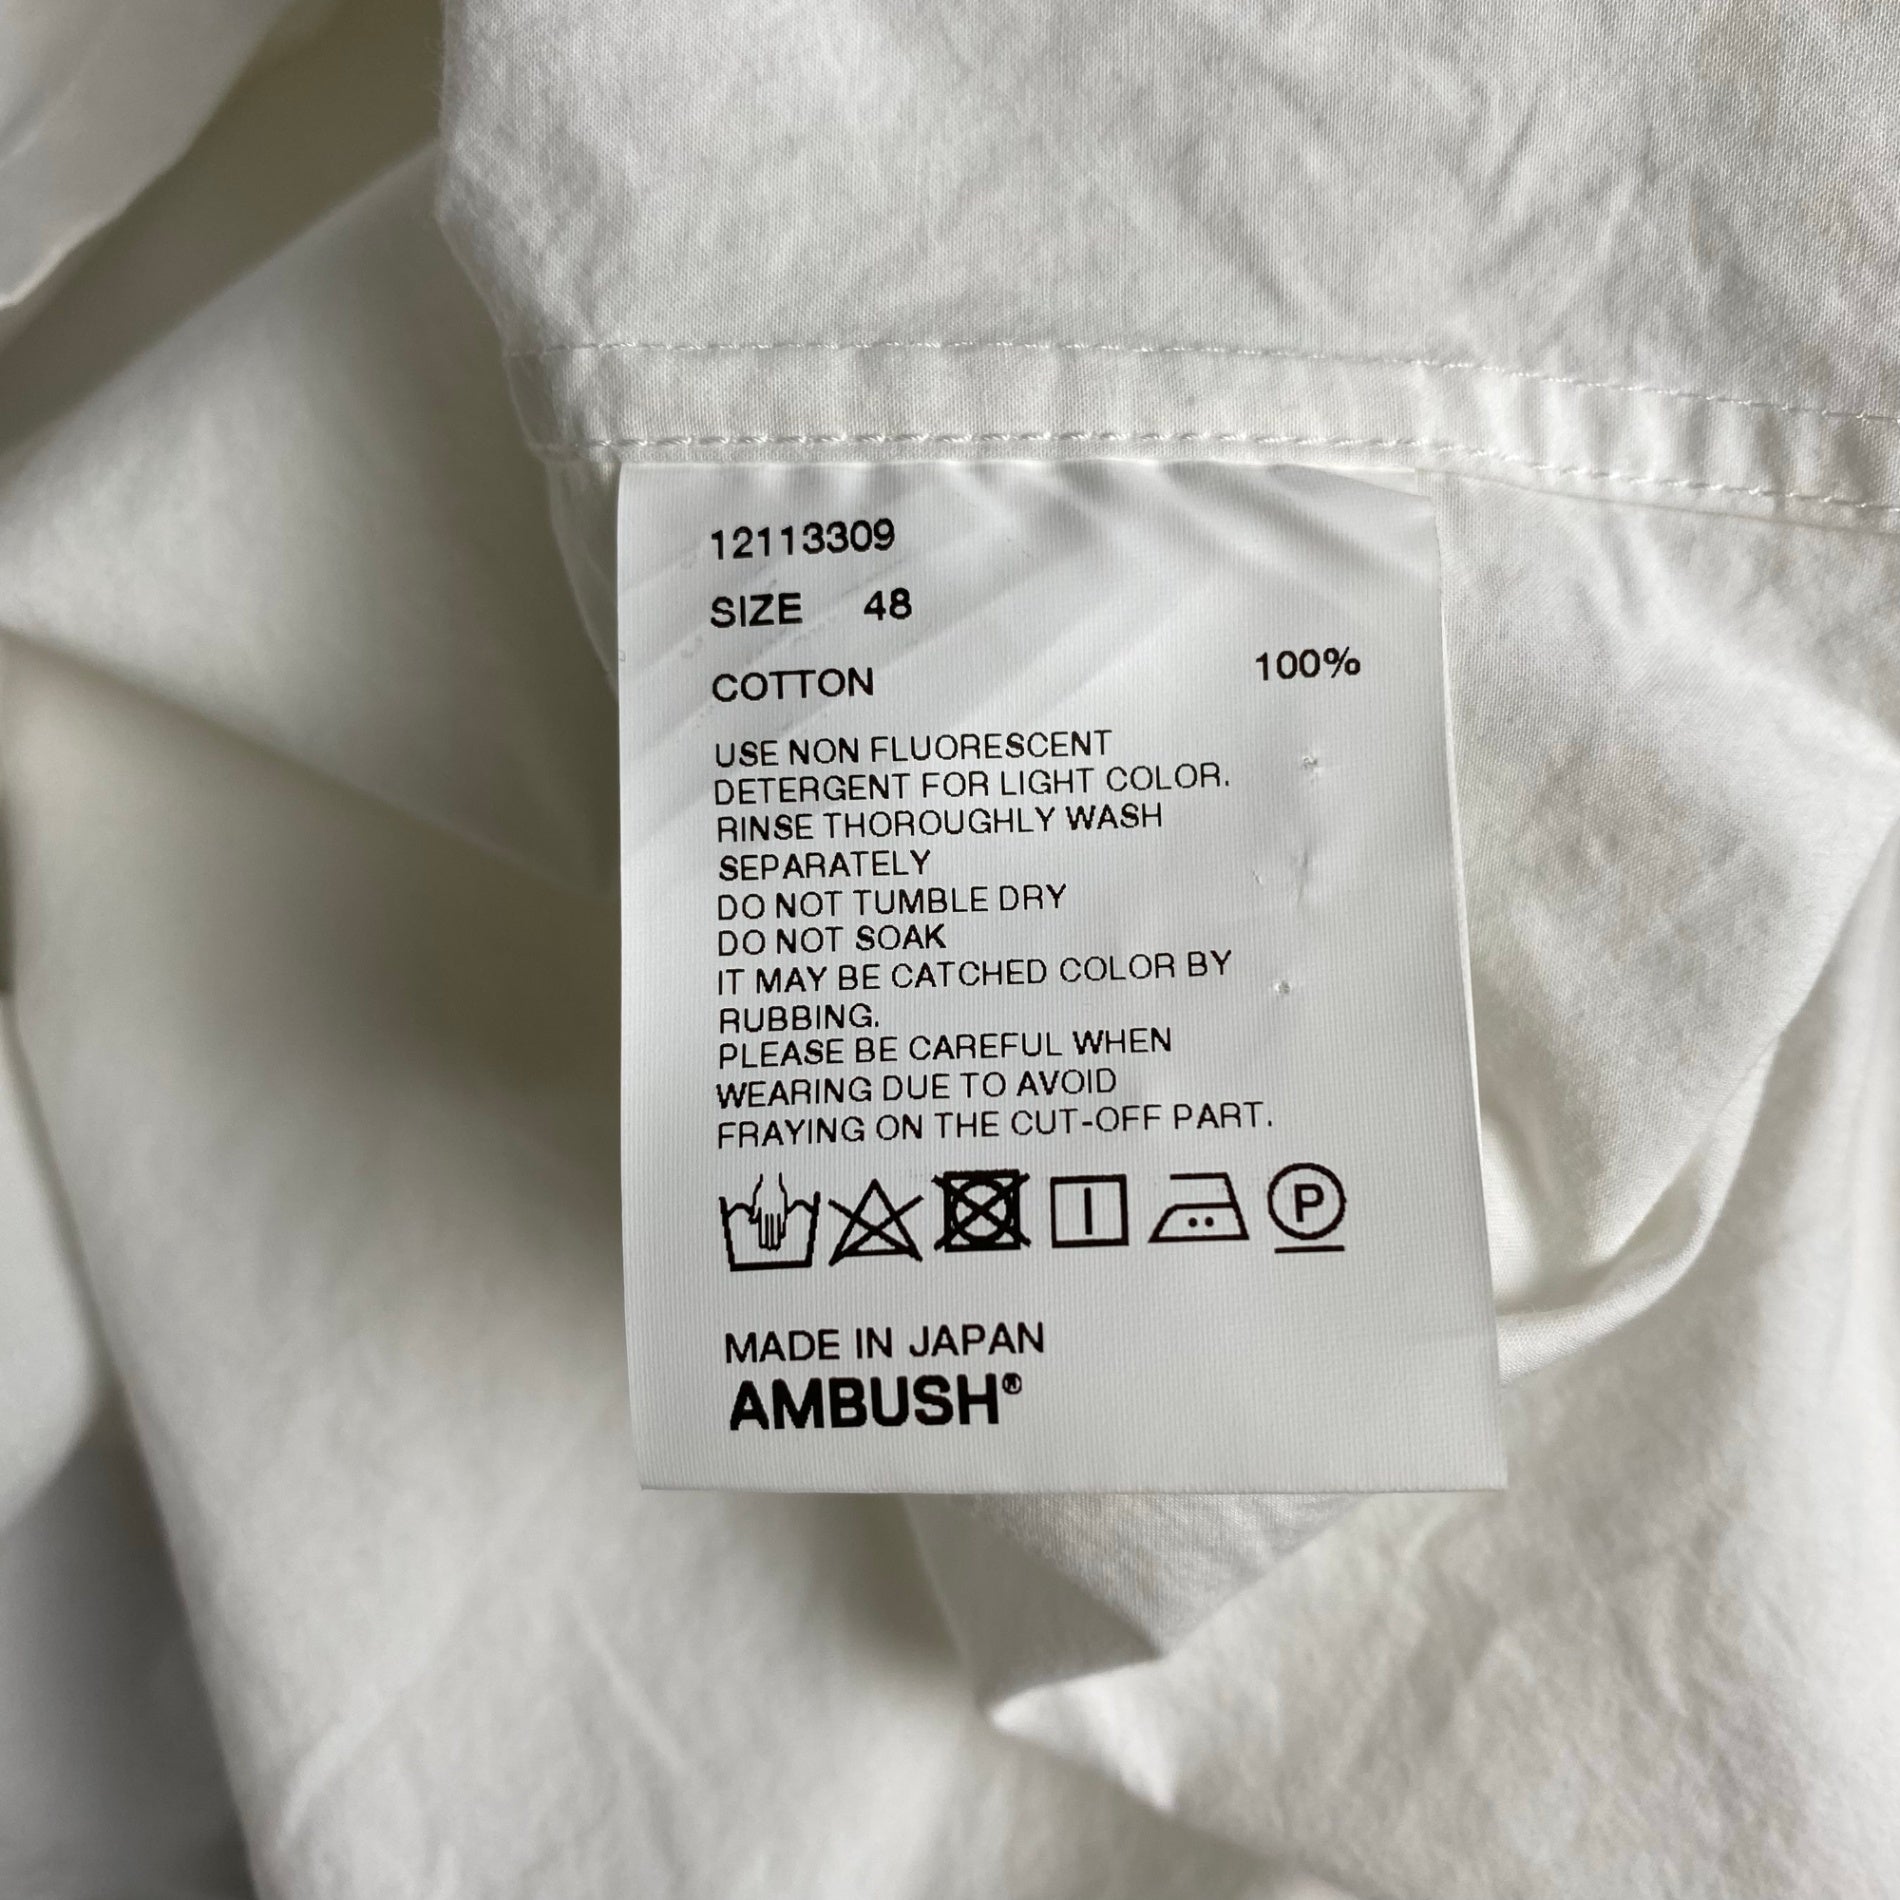 12113309
SIZE 48
COTTON 100%
USE NON FLUORESCENT
DETERGENT FOR LIGHT COLOR.
RINSE THOROUGHLY WASH
SEPARATELY
DO NOT TUMBLE DRY
DO NOT SOAK
IT MAY BE CATCHED COLOR BY
RUBBING.
PLEASE BE CAREFUL WHEN
WEARING DUE TO AVOID
FRAYING ON THE CUT-OFF PART.
P
MADE IN JAPAN
AMBUSH®